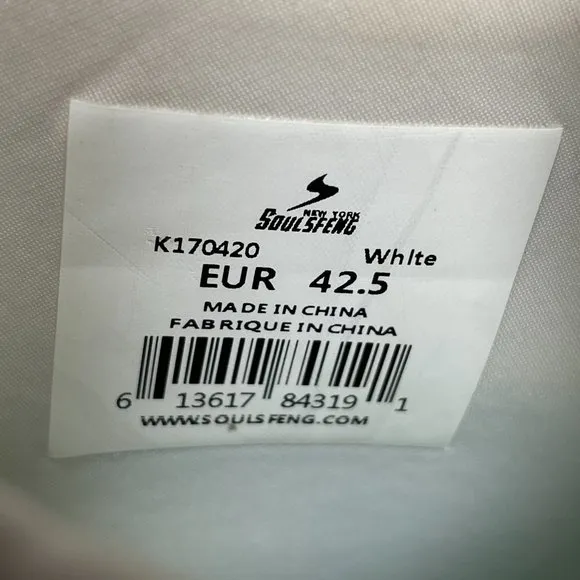 NEW YORK
SOULSFENG
K170420 White
EUR 42.5
MADE IN CHINA
FABRIQUE IN CHINA
6 13617 84319 1
WWW.SOULSFENG.COM